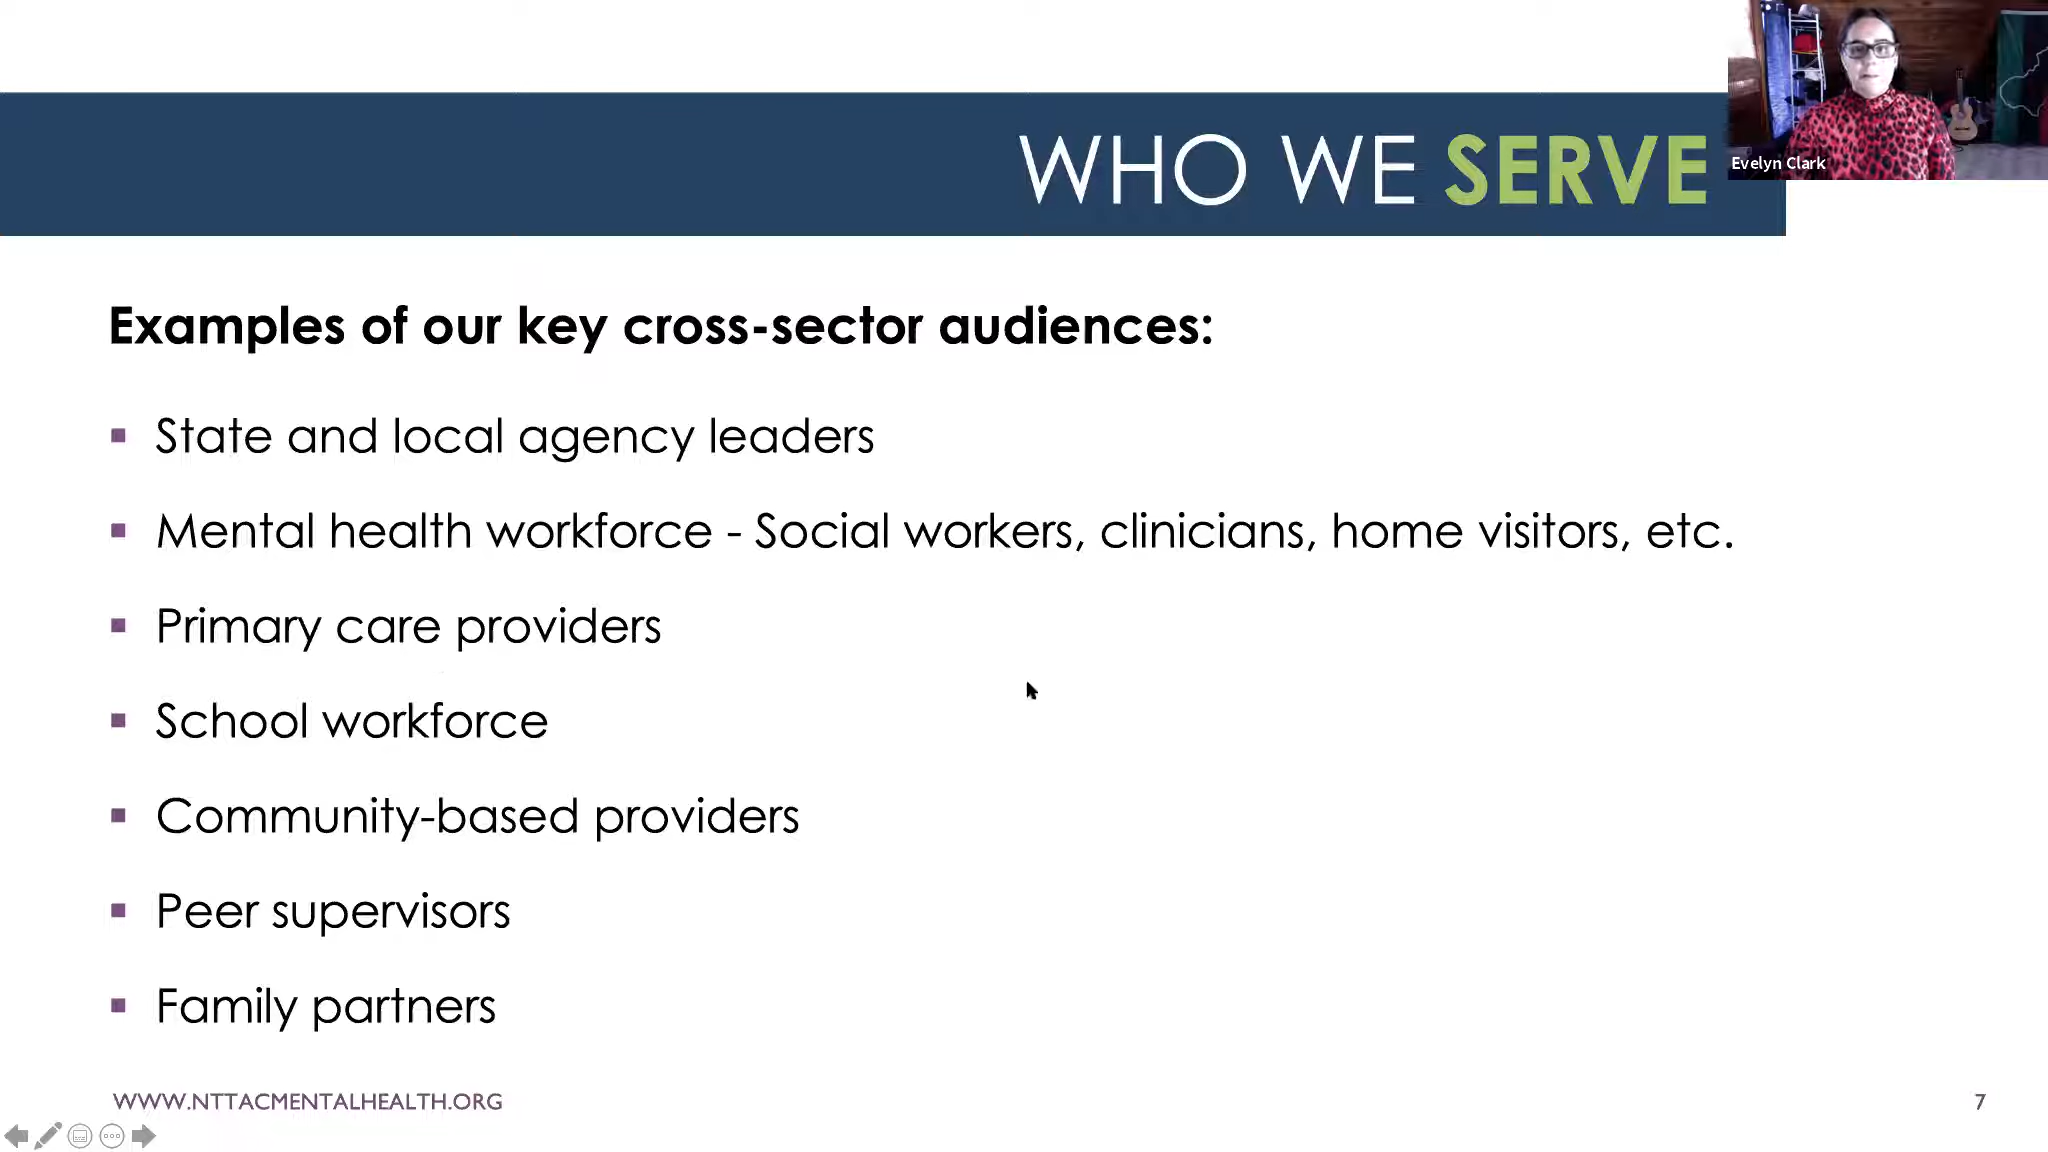 WHO WE SERVE
Evelyn Clark
Examples of our key cross-sector audiences:
▪ State and local agency leaders
▪ Mental health workforce - Social workers, clinicians, home visitors, etc.
▪ Primary care providers
▪ School workforce
▪ Community-based providers
▪ Peer supervisors
▪ Family partners
WWW.NTTACMENTALHEALTH.ORG
7